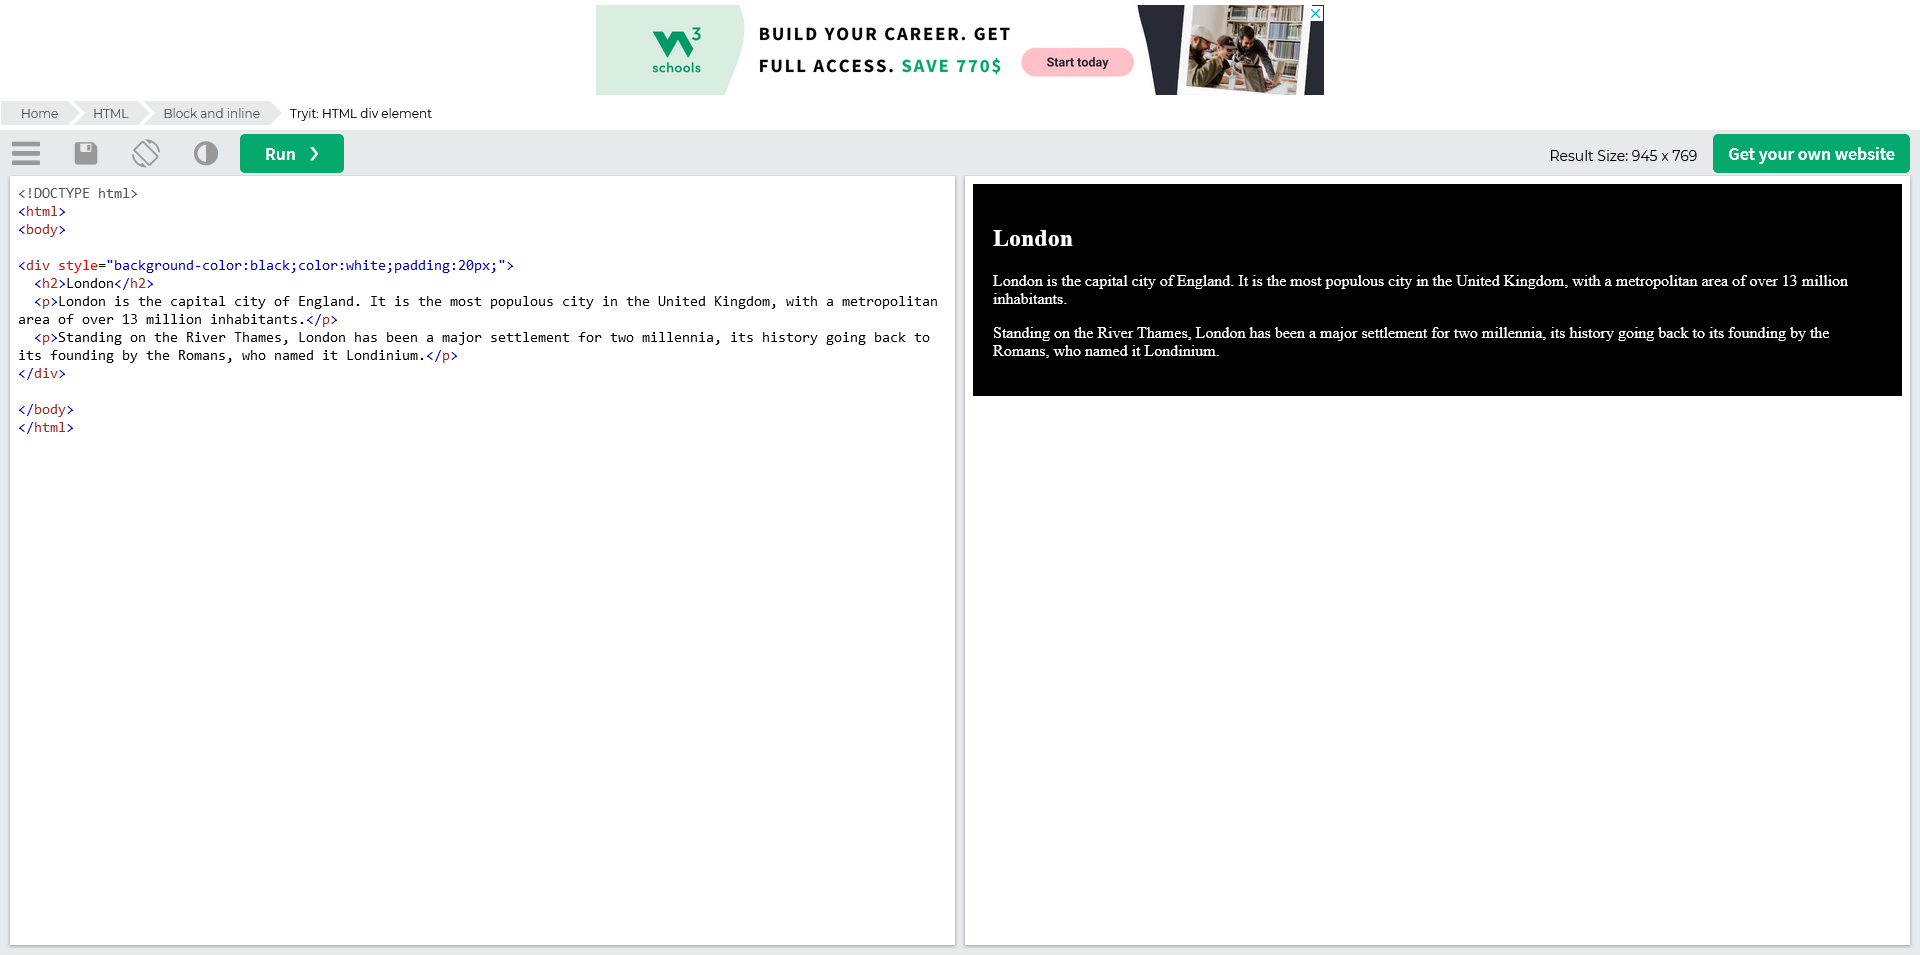 W3 schools
BUILD YOUR CAREER. GET
FULL ACCESS. SAVE 770$
Start today
Home
HTML
Block and inline
Tryit: HTML div element
Run ❯
Result Size: 945 x 769
Get your own website
<!DOCTYPE html>
<html>
<body>
<div style="background-color:black;color:white;padding:20px;">
<h2>London</h2>
<p>London is the capital city of England. It is the most populous city in the United Kingdom, with a metropolitan
area of over 13 million inhabitants.</p>
<p>Standing on the River Thames, London has been a major settlement for two millennia, its history going back to
its founding by the Romans, who named it Londinium.</p>
</div>
</body>
</html>
London
London is the capital city of England. It is the most populous city in the United Kingdom, with a metropolitan area of over 13 million
inhabitants.
Standing on the River Thames, London has been a major settlement for two millennia, its history going back to its founding by the
Romans, who named it Londinium.